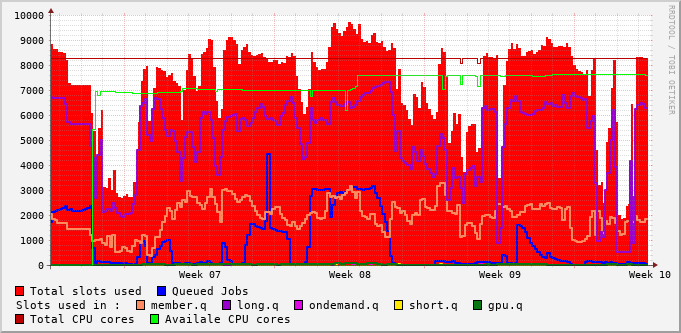 10000
9000
8000
7000
6000
5000
4000
3000
2000
1000
0
Week 07 Week 08 Week 09 Week 10
RRDTOOL / TOBI OETIKER
Total slots used Queued Jobs
Slots used in : member.q long.q ondemand.q short.q gpu.q
Total CPU cores Availale CPU cores